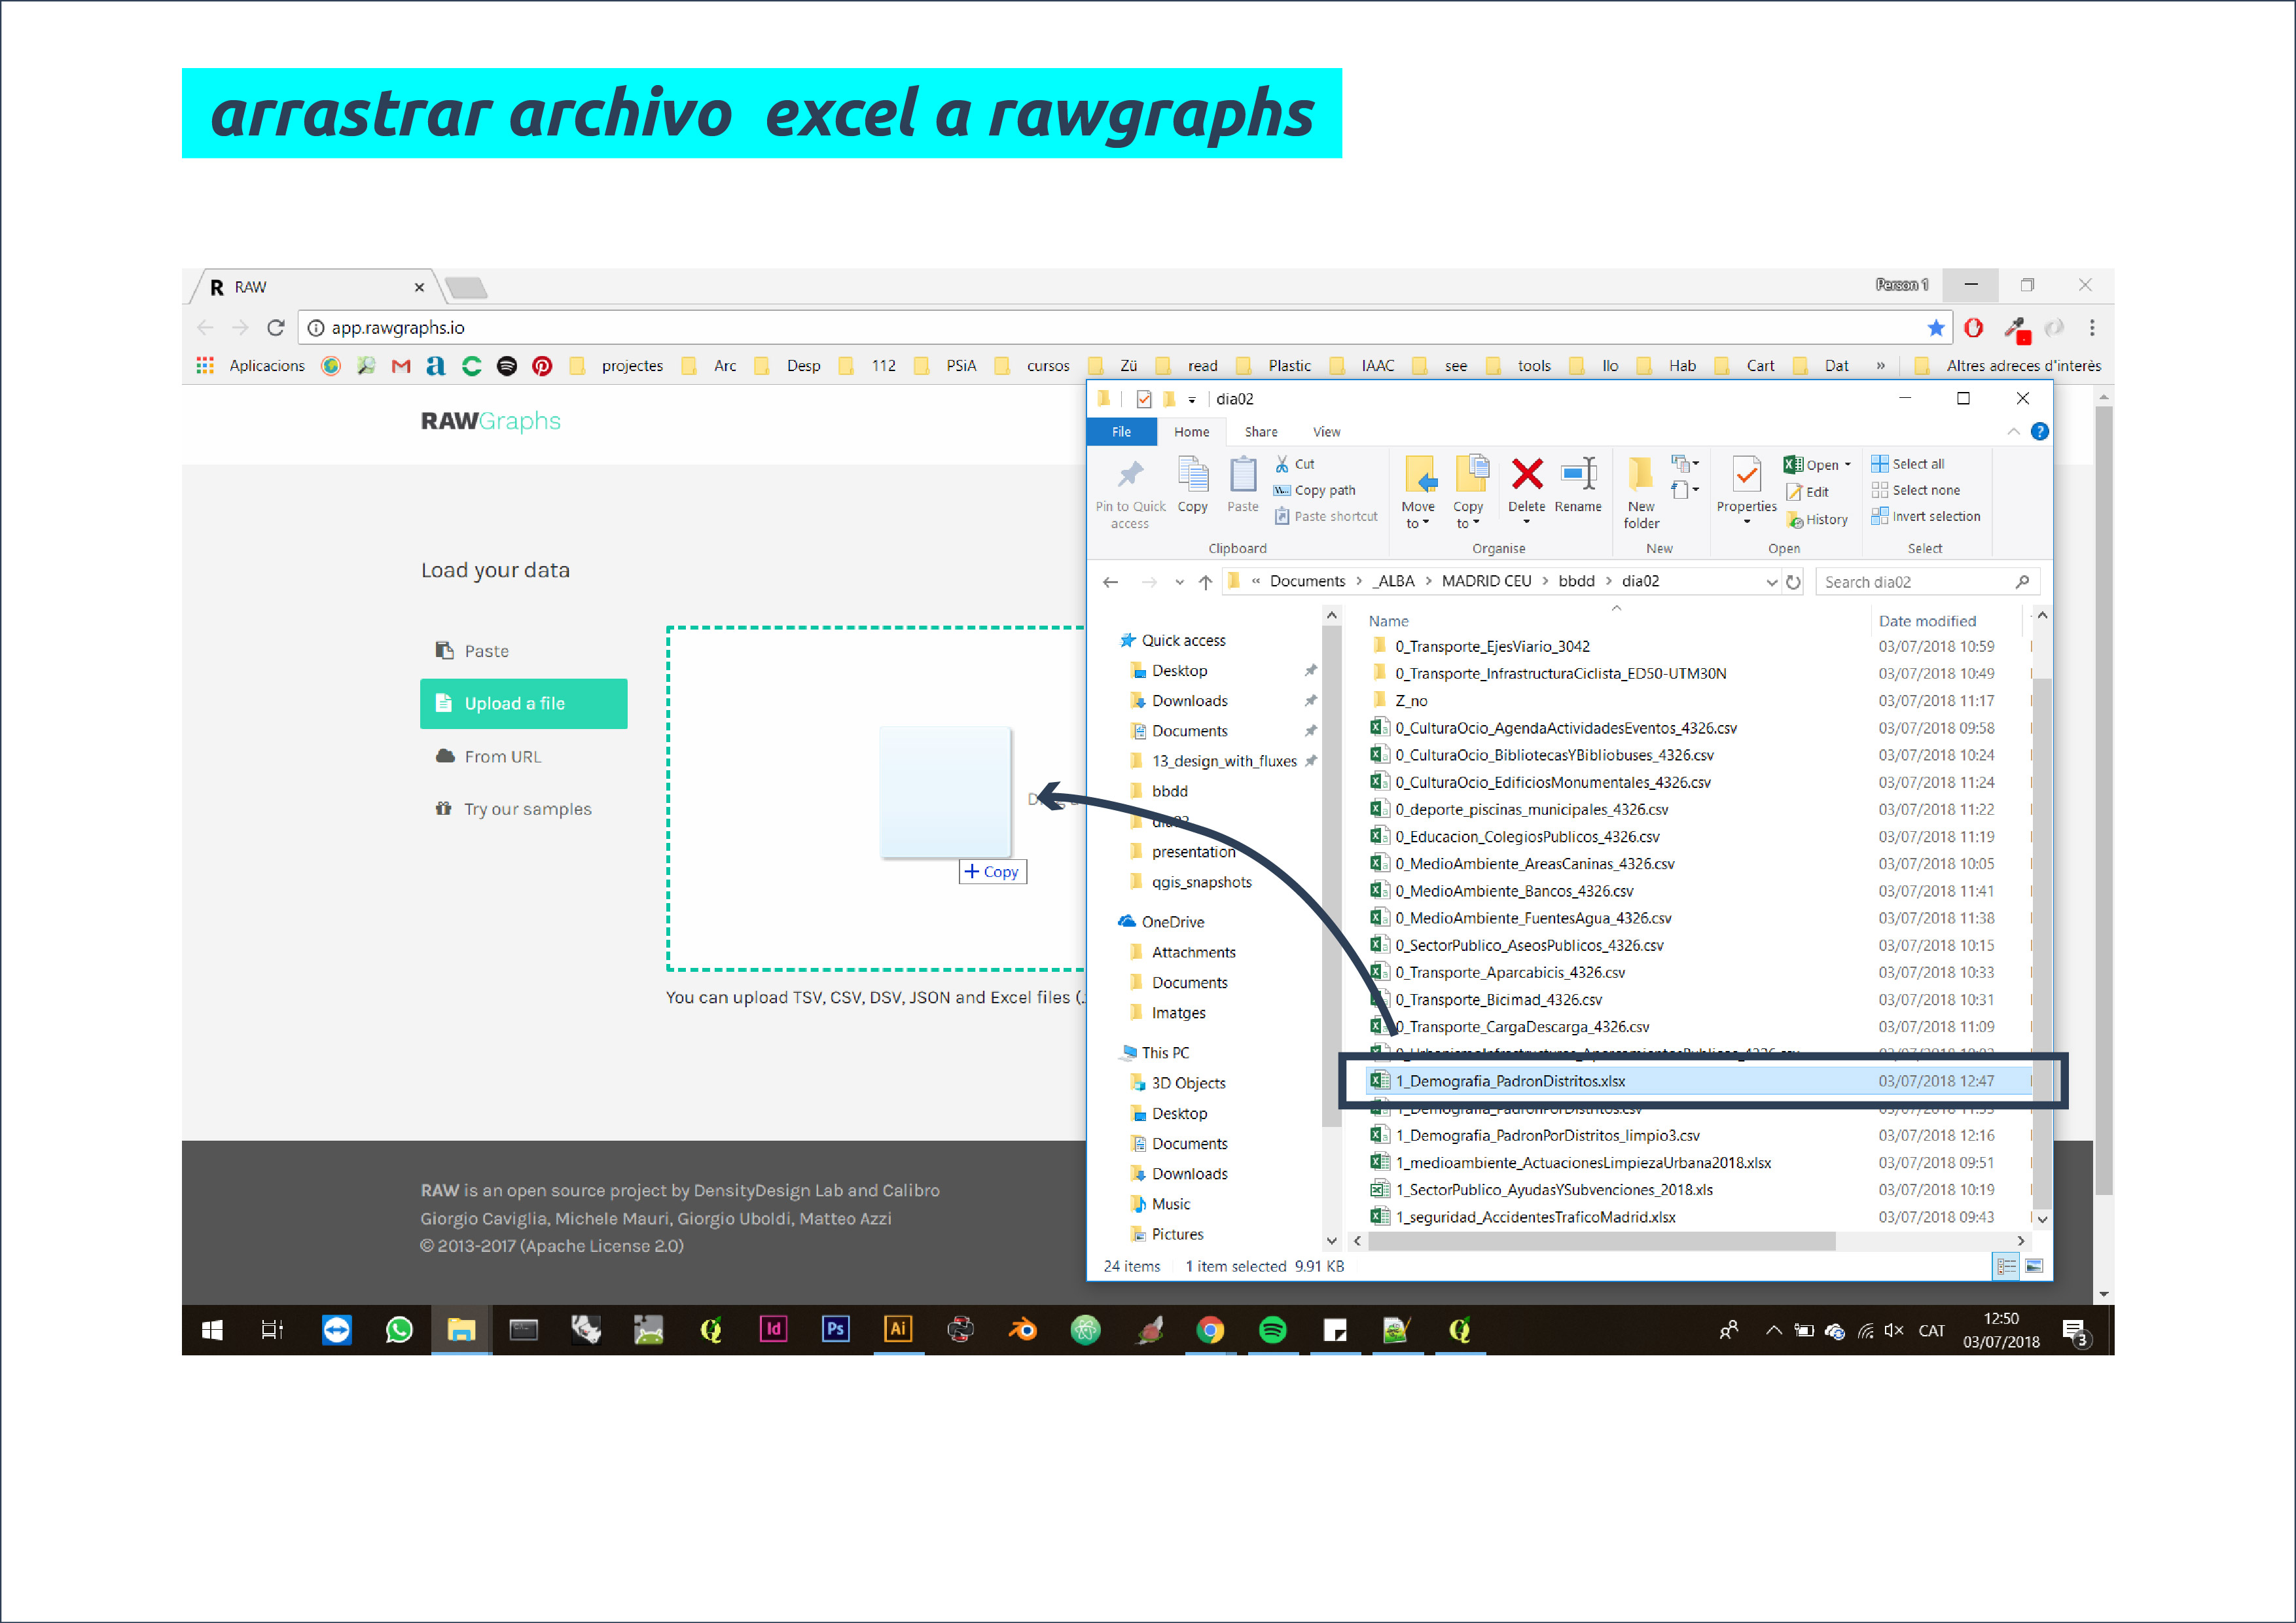 arrastrar archivo excel a rawgraphs
RAW
Person 1
app.rawgraphs.io
Aplicacions projectes Arc Desp 112 PSiA cursos Zü read Plastic IAAC see tools llo Hab Cart Dat » Altres adreces d'interès
RAWGraphs
Load your data
Paste
Upload a file
From URL
Try our samples
+ Copy
You can upload TSV, CSV, DSV, JSON and Excel files (.
RAW is an open source project by DensityDesign Lab and Calibro
Giorgio Caviglia, Michele Mauri, Giorgio Uboldi, Matteo Azzi
© 2013-2017 (Apache License 2.0)
dia02
File Home Share View
Pin to Quick access
Copy
Paste
Cut
Copy path
Paste shortcut
Clipboard
Move to
Copy to
Delete
Rename
Organise
New folder
New
Properties
Open
Edit
History
Open
Select all
Select none
Invert selection
Select
« Documents > _ALBA > MADRID CEU > bbdd > dia02
Search dia02
Quick access
Desktop
Downloads
Documents
13_design_with_fluxes
bbdd
dia02
presentation
qgis_snapshots
OneDrive
Attachments
Documents
Imatges
This PC
3D Objects
Desktop
Documents
Downloads
Music
Pictures
Name Date modified
0_Transporte_EjesViario_3042 03/07/2018 10:59
0_Transporte_InfrastructuraCiclista_ED50-UTM30N 03/07/2018 10:49
Z_no 03/07/2018 11:17
0_CulturaOcio_AgendaActividadesEventos_4326.csv 03/07/2018 09:58
0_CulturaOcio_BibliotecasYBibliobuses_4326.csv 03/07/2018 10:24
0_CulturaOcio_EdificiosMonumentales_4326.csv 03/07/2018 11:24
0_deporte_piscinas_municipales_4326.csv 03/07/2018 11:22
0_Educacion_ColegiosPublicos_4326.csv 03/07/2018 11:19
0_MedioAmbiente_AreasCaninas_4326.csv 03/07/2018 10:05
0_MedioAmbiente_Bancos_4326.csv 03/07/2018 11:41
0_MedioAmbiente_FuentesAgua_4326.csv 03/07/2018 11:38
0_SectorPublico_AseosPublicos_4326.csv 03/07/2018 10:15
0_Transporte_Aparcabicis_4326.csv 03/07/2018 10:33
0_Transporte_Bicimad_4326.csv 03/07/2018 10:31
0_Transporte_CargaDescarga_4326.csv 03/07/2018 11:09
1_Demografia_PadronDistritos.xlsx 03/07/2018 12:47
1_Demografia_PadronPorDistritos.csv
1_Demografia_PadronPorDistritos_limpio3.csv 03/07/2018 12:16
1_medioambiente_ActuacionesLimpiezaUrbana2018.xlsx 03/07/2018 09:51
1_SectorPublico_AyudasYSubvenciones_2018.xls 03/07/2018 10:19
1_seguridad_AccidentesTraficoMadrid.xlsx 03/07/2018 09:43
24 items 1 item selected 9.91 KB
Id Ps Ai
CAT
12:50
03/07/2018
3